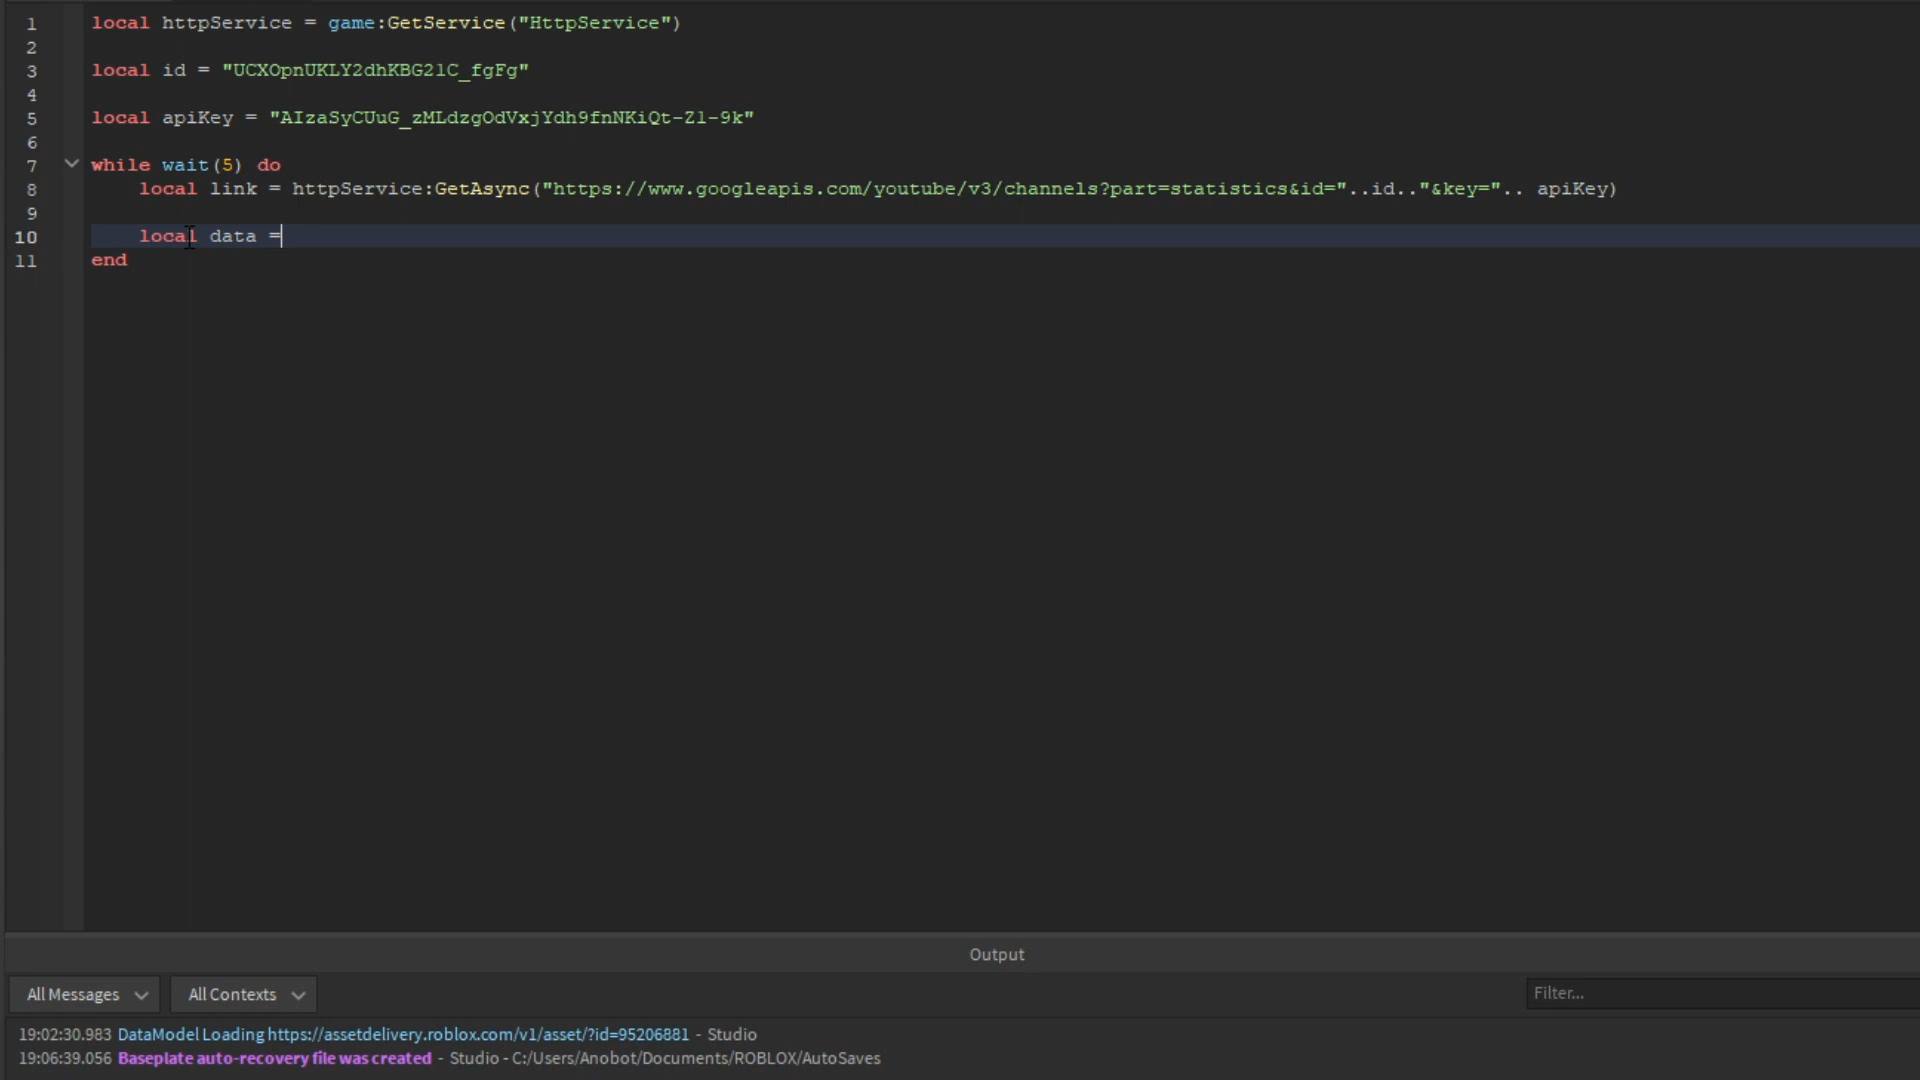 1 local httpService = game:GetService("HttpService")
2
3 local id = "UCXOpnUKLY2dhKBG21C_fgFg"
4
5 local apiKey = "AIzaSyCUuG_zMLdzgOdVxjYdh9fnNKiQt-Z1-9k"
6
7 while wait(5) do
8 local link = httpService:GetAsync("https://www.googleapis.com/youtube/v3/channels?part=statistics&id="..id.."&key=".. apiKey)
9
10 local data =
11 end
Output
All Messages All Contexts Filter...
19:02:30.983 DataModel Loading https://assetdelivery.roblox.com/v1/asset/?id=95206881 - Studio
19:06:39.056 Baseplate auto-recovery file was created - Studio - C:/Users/Anobot/Documents/ROBLOX/AutoSaves